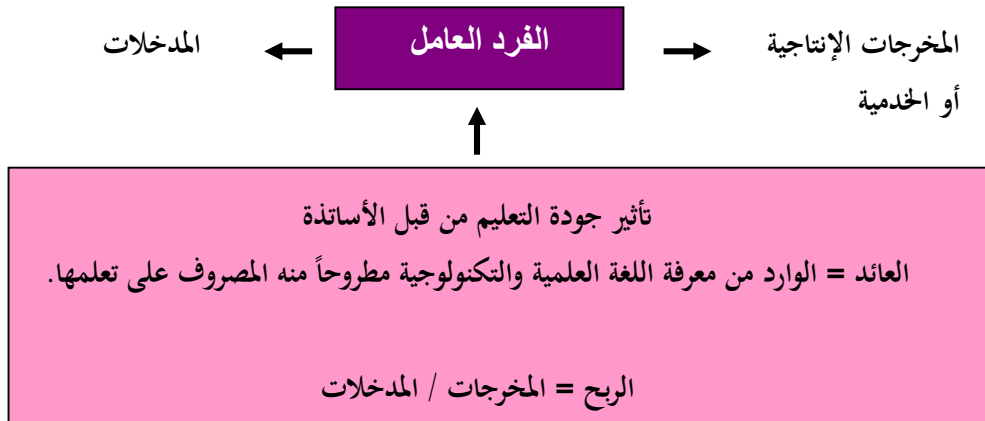 المخرجات الإنتاجية
أو الخدمية
الفرد العامل
المدخلات
تأثير جودة التعليم من قبل الأساتذة
العائد = الوارد من معرفة اللغة العلمية والتكنولوجية مطروحاً منه المصروف على تعلمها.
الربح = المخرجات / المدخلات